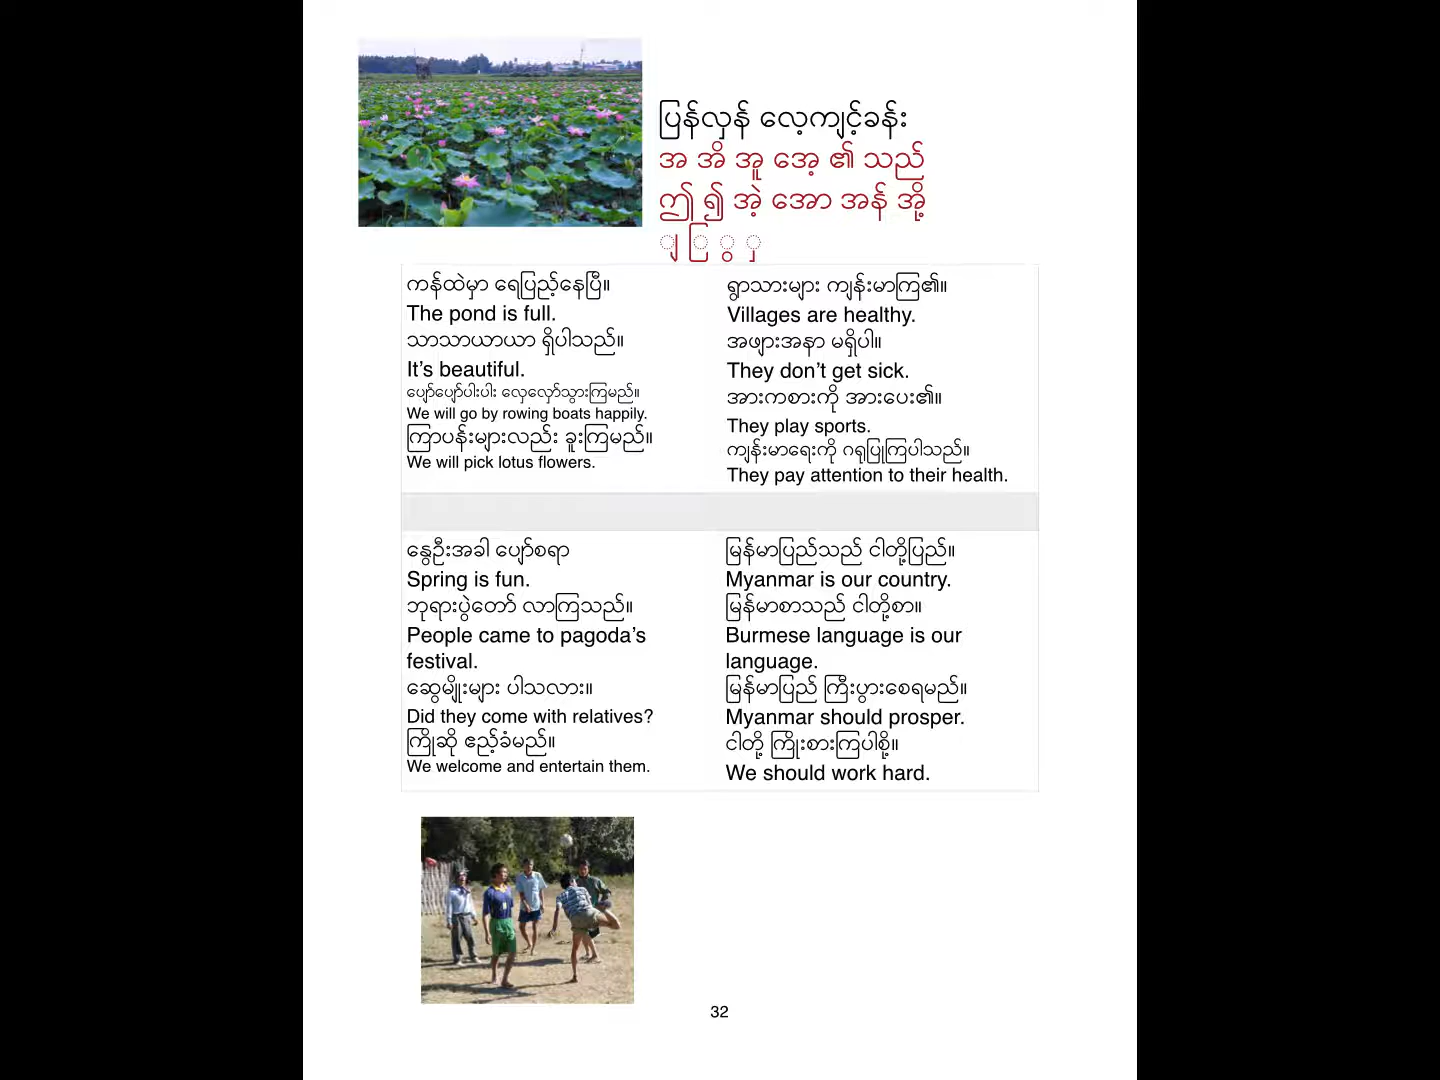 ပြန်လှန် လေ့ကျင့်ခန်း
အ အိ အူ အေ့ ၏ သည်
ဤ ၍ အဲ့ အော အန် အို့
ျ ြ ွ ှ
ကန်ထဲမှာ ရေပြည့်နေပြီ။
The pond is full.
သာသာယာယာ ရှိပါသည်။
It’s beautiful.
ပျော်ပျော်ပါးပါး လှေလှော်သွားကြမည်။
We will go by rowing boats happily.
ကြာပန်းများလည်း ခူးကြမည်။
We will pick lotus flowers.
ရွာသားများ ကျန်းမာကြ၏။
Villages are healthy.
အဖျားအနာ မရှိပါ။
They don’t get sick.
အားကစားကို အားပေး၏။
They play sports.
ကျန်းမာရေးကို ဂရုပြုကြပါသည်။
They pay attention to their health.
နွေဦးအခါ ပျော်စရာ
Spring is fun.
ဘုရားပွဲတော် လာကြသည်။
People came to pagoda’s
festival.
ဆွေမျိုးများ ပါသလား။
Did they come with relatives?
ကြိုဆို ဧည့်ခံမည်။
We welcome and entertain them.
မြန်မာပြည်သည် ငါတို့ပြည်။
Myanmar is our country.
မြန်မာစာသည် ငါတို့စာ။
Burmese language is our
language.
မြန်မာပြည် ကြီးပွားစေရမည်။
Myanmar should prosper.
ငါတို့ ကြိုးစားကြပါစို့။
We should work hard.
32